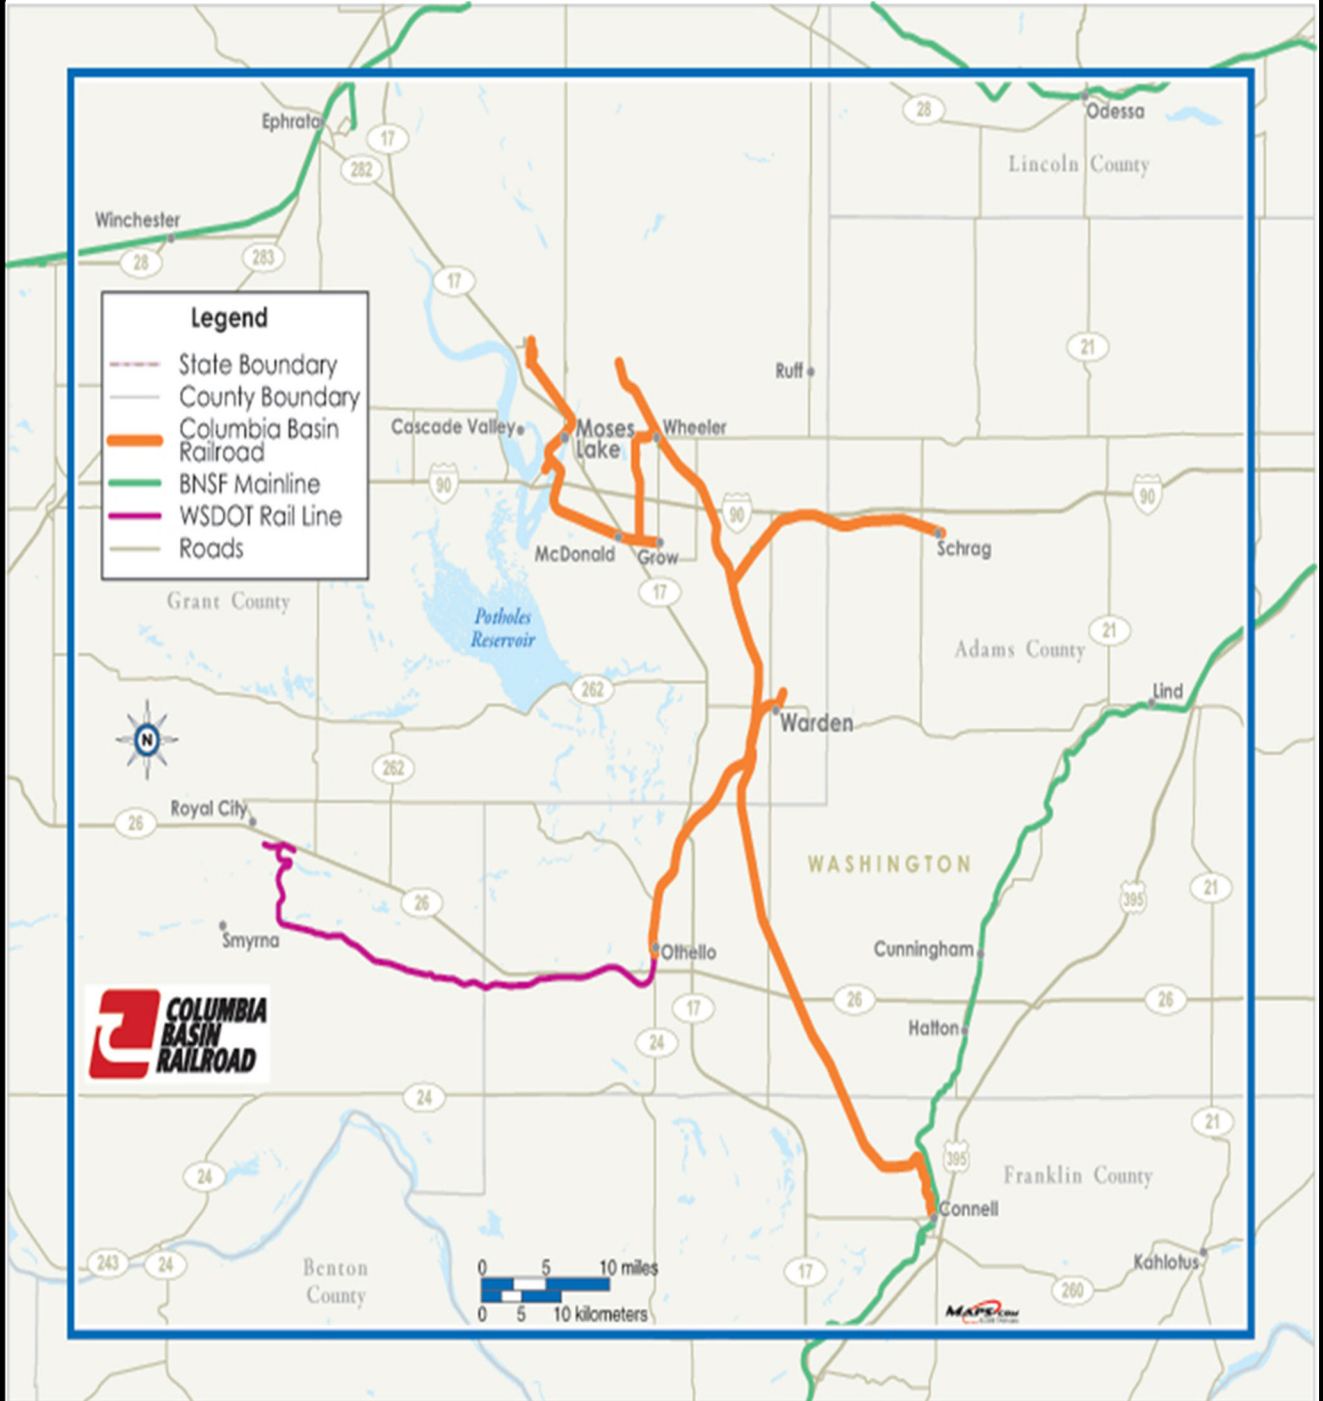 28
Odessa
Ephrata
17
282
Lincoln County
Winchester
28
283
17
Legend
State Boundary
County Boundary
Columbia Basin
Railroad
BNSF Mainline
WSDOT Rail Line
Roads
21
Ruff
Cascade Valley
Moses
Lake
Wheeler
90
90
90
McDonald
Grow
Schrag
17
Grant County
Potholes
Reservoir
21
Adams County
262
Lind
Warden
N
262
Royal City
26
WASHINGTON
26
395
21
Smyrna
Othello
Cunningham
COLUMBIA
BASIN
RAILROAD
17
26
26
24
Hatton
24
21
395
24
Franklin County
Connell
243
24
Benton
County
0 5 10 miles
0 5 10 kilometers
17
Kahlotus
260
MAPS.COM